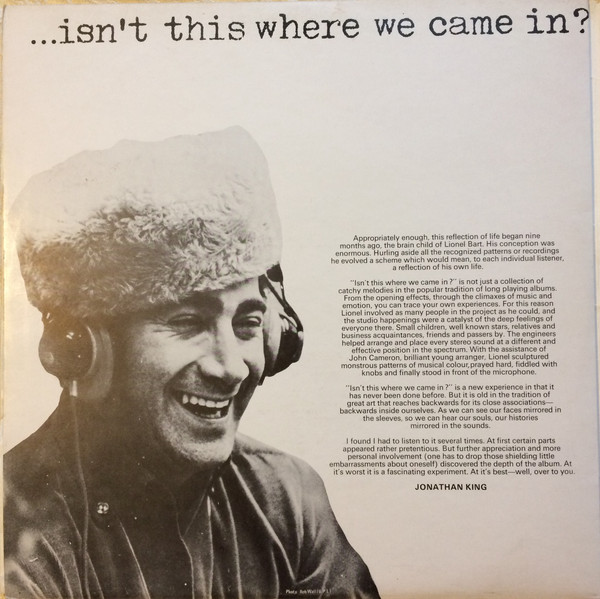 ...isn't this where we came in?
Appropriately enough, this reflection of life began nine
months ago, the brain child of Lionel Bart. His conception was
enormous. Hurling aside all the recognized patterns or recordings
he evolved a scheme which would mean, to each individual listener,
a reflection of his own life.
"Isn't this where we came in?" is not just a collection of
catchy melodies in the popular tradition of long playing albums.
From the opening effects, through the climaxes of music and
emotion, you can trace your own experiences. For this reason
Lionel involved as many people in the project as he could, and
the studio happenings were a catalyst of the deep feelings of
everyone there. Small children, well known stars, relatives and
business acquaintances, friends and passers by. The engineers
helped arrange and place every stereo sound at a different and
effective position in the spectrum. With the assistance of
John Cameron, brilliant young arranger, Lionel sculptured
monstrous patterns of musical colour,prayed hard, fiddled with
knobs and finally stood in front of the microphone.
"Isn't this where we came in?" is a new experience in that it
has never been done before. But it is old in the tradition of
great art that reaches backwards for its close associations—
backwards inside ourselves. As we can see our faces mirrored in
the sleeves, so we can hear our souls, our histories
mirrored in the sounds.
I found I had to listen to it several times. At first certain parts
appeared rather pretentious. But further appreciation and more
personal involvement (one has to drop those shielding little
embarrassments about oneself) discovered the depth of the album. At
it's worst it is a fascinating experiment. At it's best—well, over to you.
JONATHAN KING
Photo: